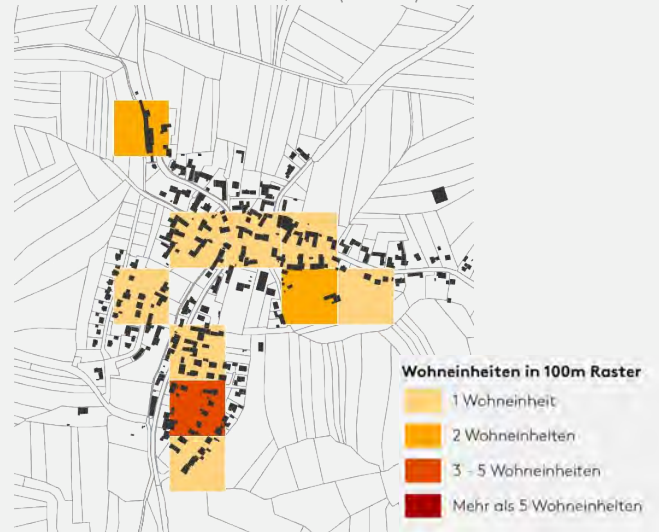 Wohneinheiten in 100m Raster
1 Wohneinheit
2 Wohneinheiten
3 - 5 Wohneinheiten
Mehr als 5 Wohneinheiten